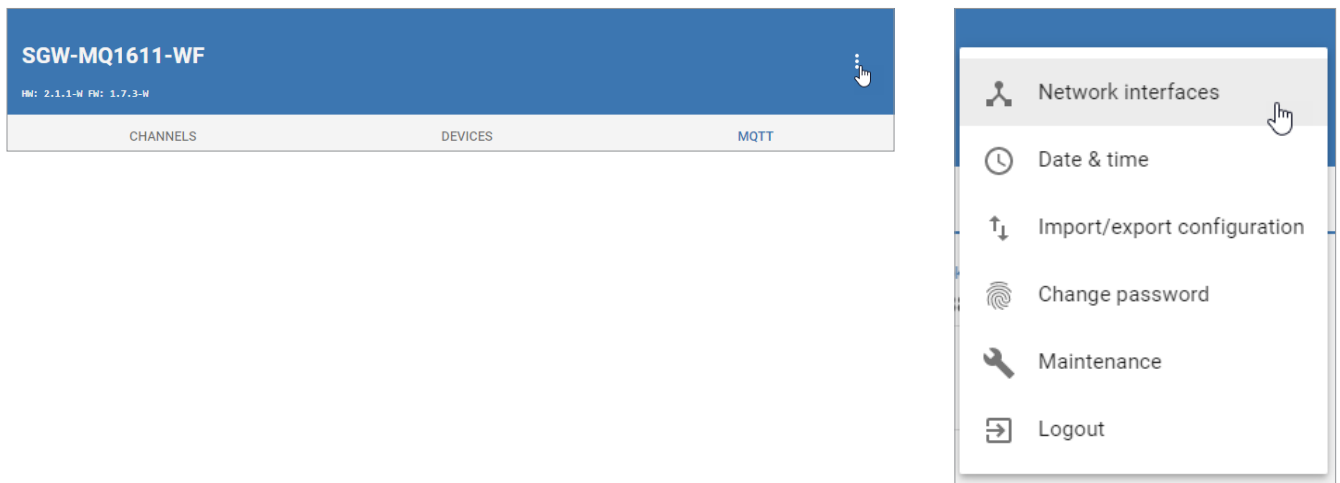 SGW-MQ1611-WF
HW: 2.1.1-W FW: 1.7.3-W
CHANNELS DEVICES MQTT
Network interfaces
Date & time
Import/export configuration
Change password
Maintenance
Logout